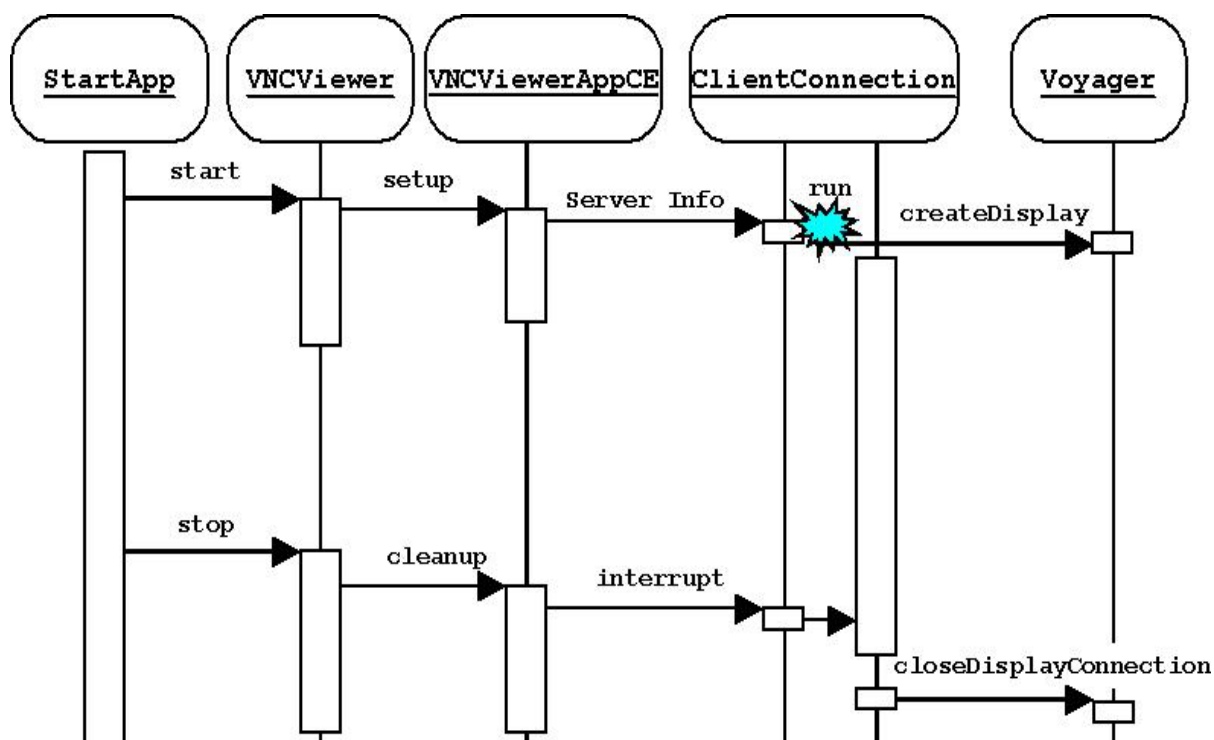 StartApp
VNCViewer
VNCViewerAppCE
ClientConnection
Voyager
start
setup
Server Info
run
createDisplay
stop
cleanup
interrupt
closeDisplayConnection